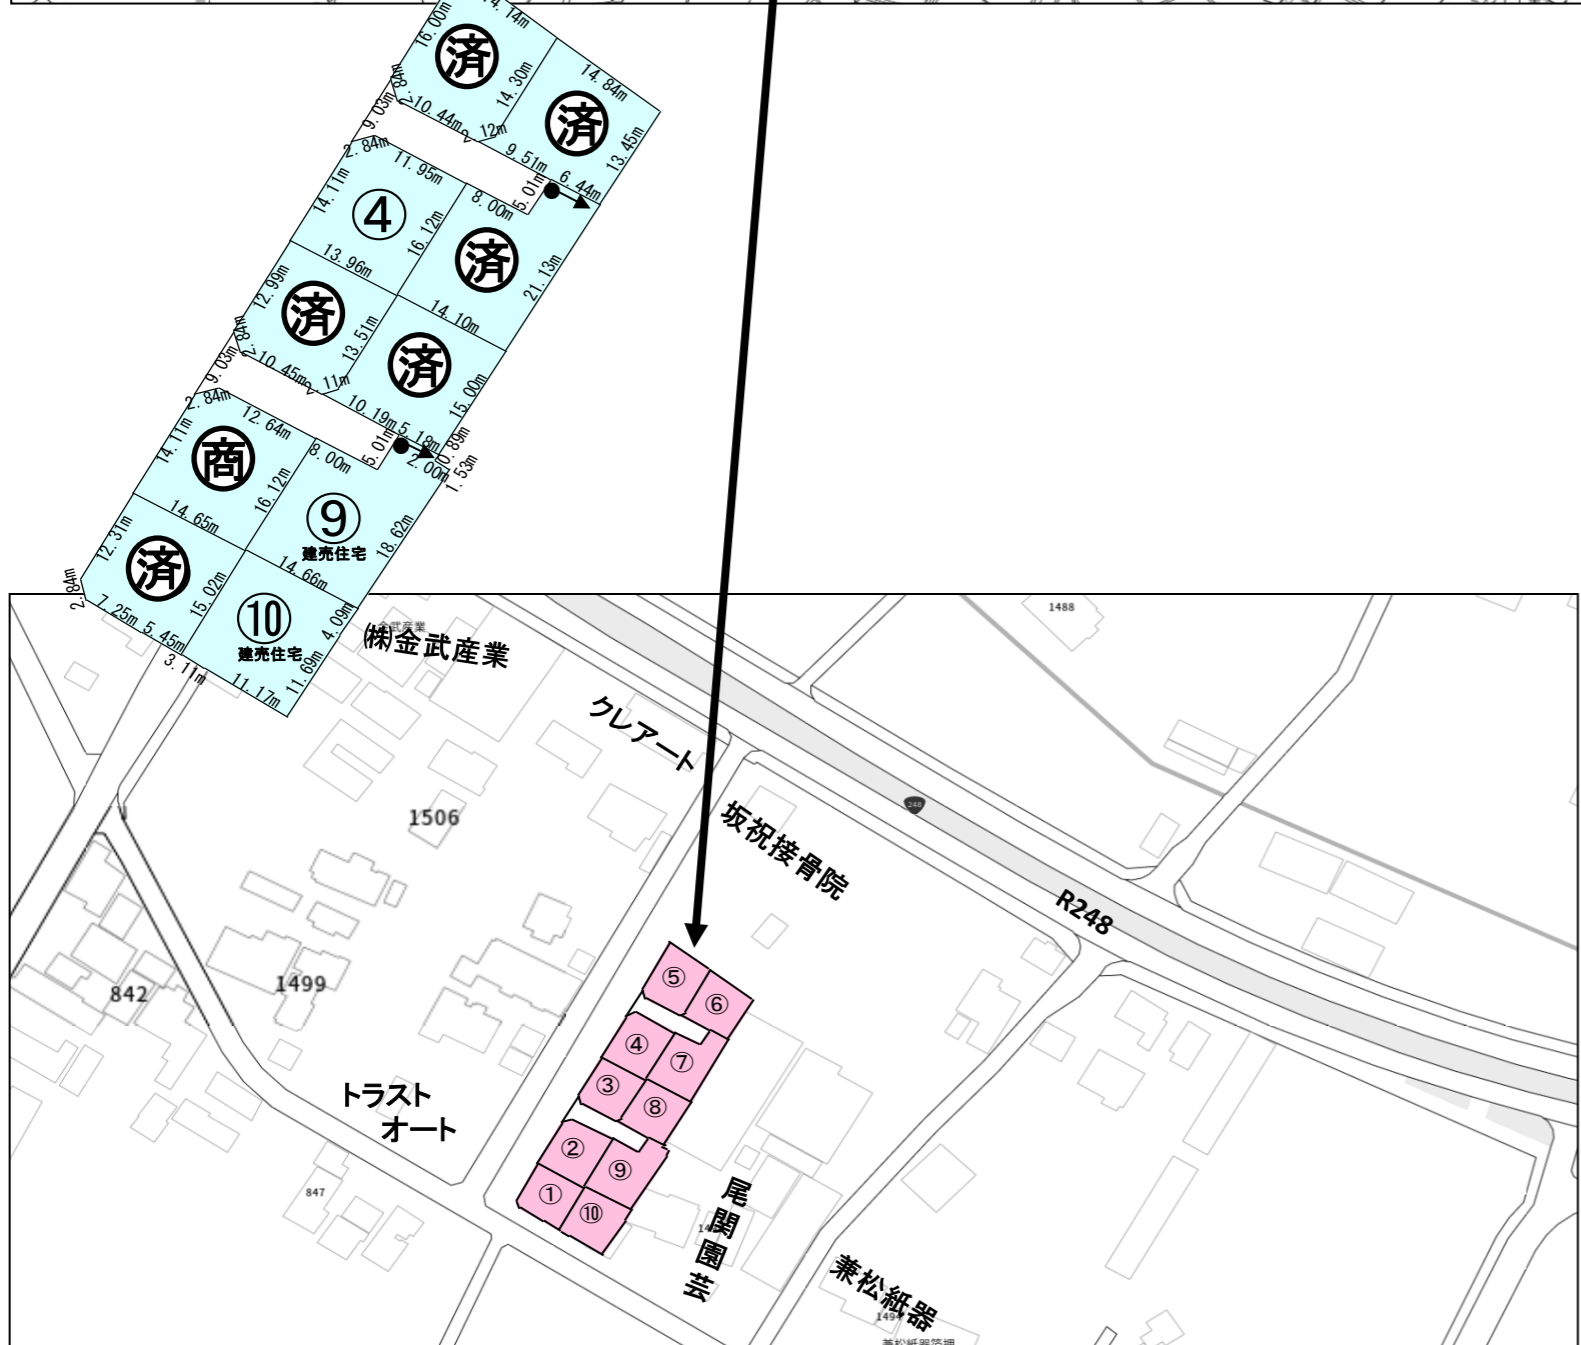 16.00m
14.14m
済
14.30m
14.84m
済
2.84m
9.03m
10.44m
2.12m
9.51m
13.45m
6.44m
5.01m
2.84m
11.95m
8.00m
14.11m
④
16.12m
済
21.13m
13.96m
12.99m
済
14.10m
13.51m
済
2.84m
9.03m
10.45m
2.11m
15.00m
10.19m
5.18m
0.89m
2.00m
1.53m
5.01m
2.84m
12.64m
8.00m
14.11m
商
16.12m
⑨
建売住宅
18.62m
14.65m
14.66m
12.31m
済
15.02m
⑩
建売住宅
4.09m
2.84m
7.25m
5.45m
3.11m
11.17m
11.69m
金武産業
㈱金武産業
クレアート
1488
1506
坂祝接骨院
248
R248
842
1499
⑤
⑥
④
⑦
③
⑧
②
⑨
①
⑩
トラスト
オート
847
尾関園芸
兼松紙器